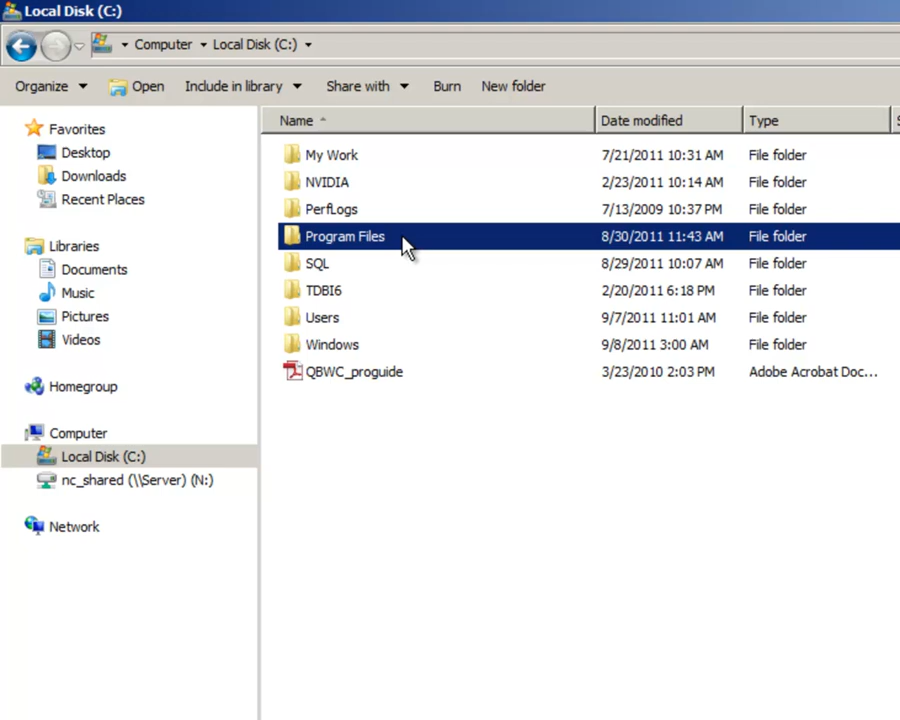 Local Disk (C:)
Computer Local Disk (C:)
Organize Open Include in library Share with Burn New folder
Name Date modified Type
Favorites
Desktop
Downloads
Recent Places
Libraries
Documents
Music
Pictures
Videos
Homegroup
Computer
Local Disk (C:)
nc_shared (\\Server) (N:)
Network
My Work 7/21/2011 10:31 AM File folder
NVIDIA 2/23/2011 10:14 AM File folder
PerfLogs 7/13/2009 10:37 PM File folder
Program Files 8/30/2011 11:43 AM File folder
SQL 8/29/2011 10:07 AM File folder
TDBI6 2/20/2011 6:18 PM File folder
Users 9/7/2011 11:01 AM File folder
Windows 9/8/2011 3:00 AM File folder
QBWC_proguide 3/23/2010 2:03 PM Adobe Acrobat Doc...